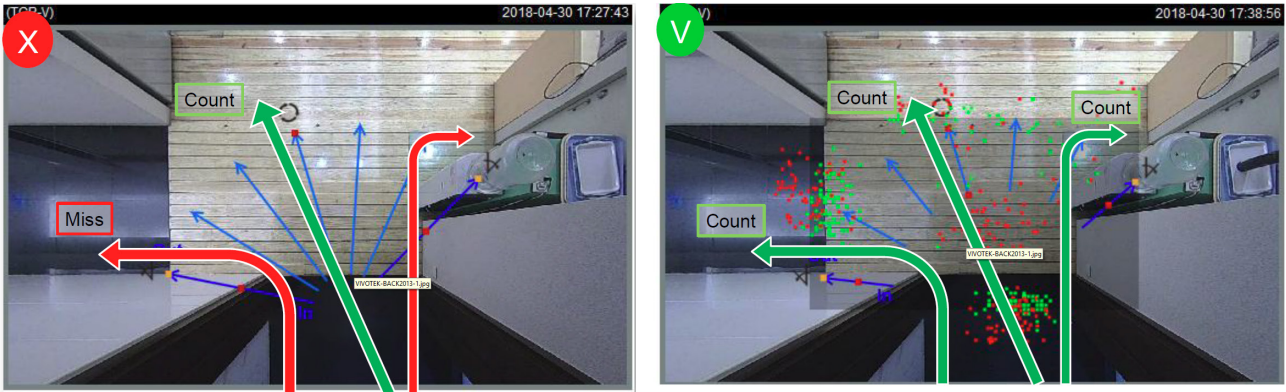 (TCP-V)
2018-04-30 17:27:43
X
Count
Miss
VIVOTEK-BACK2013-1.jpg
In
V)
2018-04-30 17:38:56
V
Count
Count
Count
VIVOTEK-BACK2013-1.jpg
In